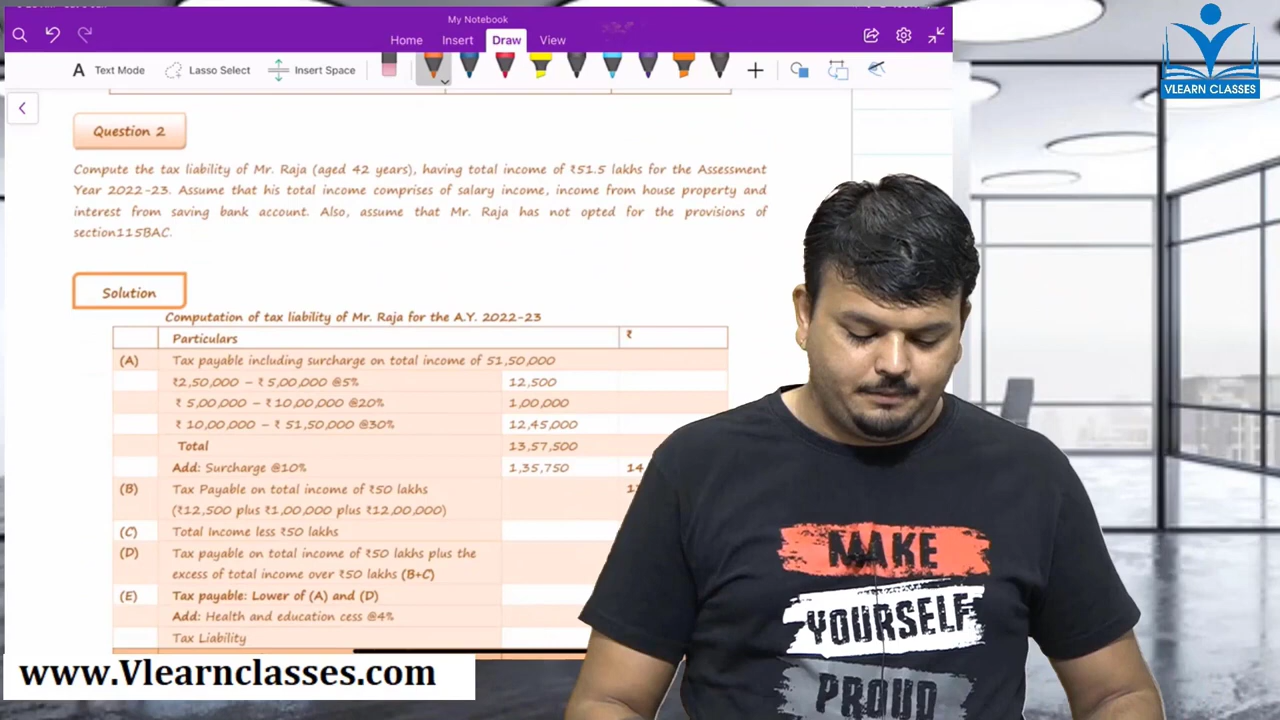 My Notebook
Home Insert Draw View
Text Mode Lasso Select Insert Space
VLEARN CLASSES
Question 2
Compute the tax liability of Mr. Raja (aged 42 years), having total income of ₹51.5 lakhs for the Assessment
Year 2022-23. Assume that his total income comprises of salary income, income from house property and
interest from saving bank account. Also, assume that Mr. Raja has not opted for the provisions of
section115BAC.
Solution
Computation of tax liability of Mr. Raja for the A.Y. 2022-23
Particulars ₹
(A) Tax payable including surcharge on total income of 51,50,000
₹2,50,000 – ₹ 5,00,000 @5% 12,500
₹ 5,00,000 – ₹ 10,00,000 @20% 1,00,000
₹ 10,00,000 – ₹ 51,50,000 @30% 12,45,000
Total 13,57,500
Add: Surcharge @10% 1,35,750 14
(B) Tax Payable on total income of ₹50 lakhs
(₹12,500 plus ₹1,00,000 plus ₹12,00,000)
(C) Total Income less ₹50 lakhs
(D) Tax payable on total income of ₹50 lakhs plus the
excess of total income over ₹50 lakhs (B+C)
(E) Tax payable: Lower of (A) and (D)
Add: Health and education cess @4%
Tax Liability
www.Vlearnclasses.com
MAKE
YOURSELF
PROUD